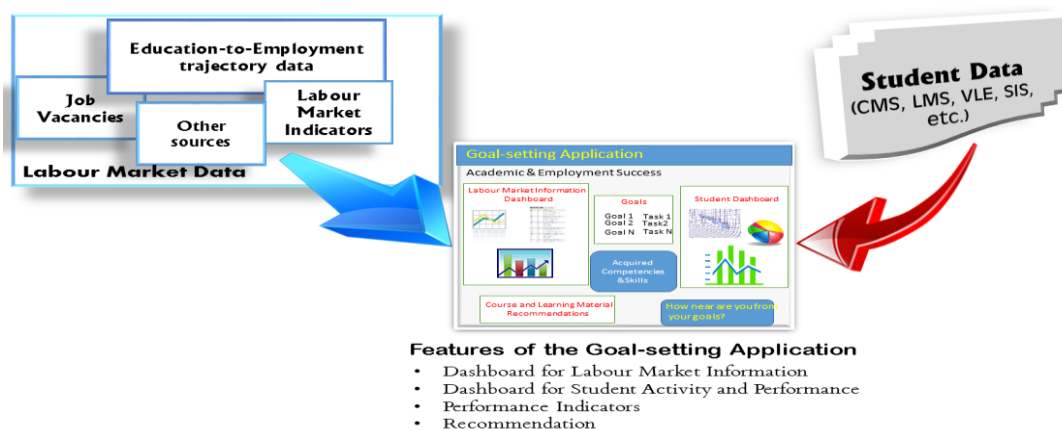 Education-to-Employment
trajectory data
Job
Vacancies
Other
sources
Labour
Market
Indicators
Labour Market Data
Student Data
(CMS, LMS, VLE, SIS,
etc.)
Goal-setting Application
Academic & Employment Success
Labour Market Information
Dashboard
Goals
Goal 1 Task 1
Goal 2 Task2
Goal N Task N
Student Dashboard
Acquired
Competencies
&Skills
Course and Learning Material
Recommendations
How near are you from
your goals?
Features of the Goal-setting Application
• Dashboard for Labour Market Information
• Dashboard for Student Activity and Performance
• Performance Indicators
• Recommendation